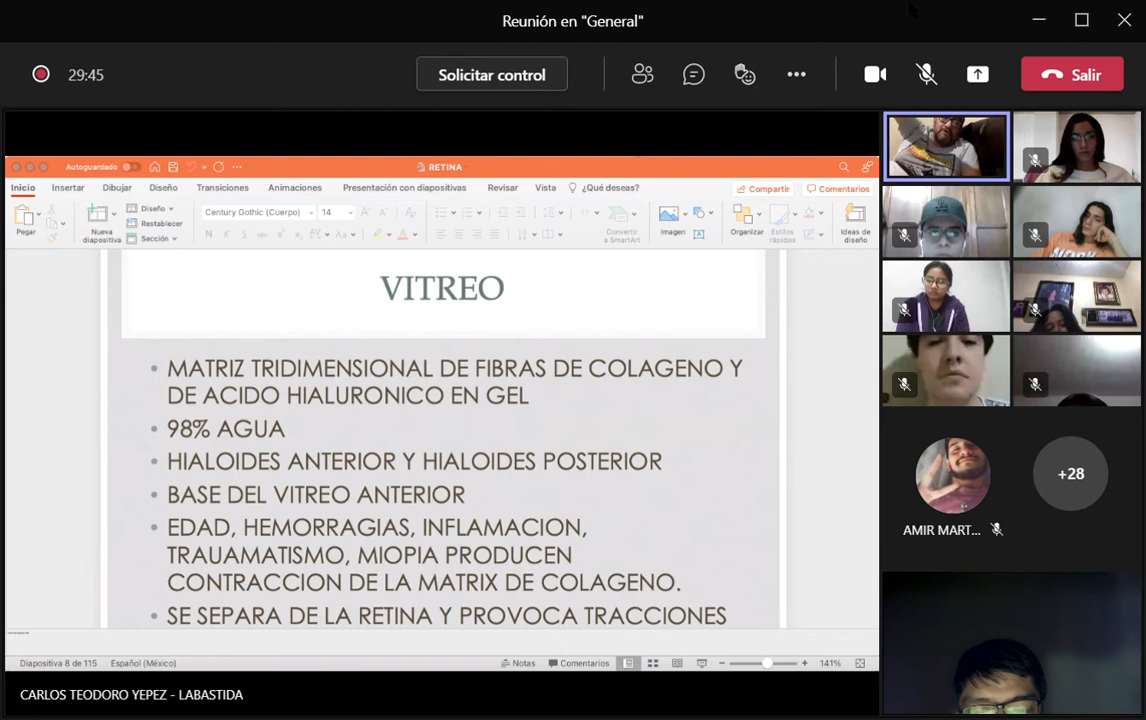 Reunión en "General"
29:45
Solicitar control
Salir
Autoguardado
RETINA
Inicio
Insertar
Dibujar
Diseño
Transiciones
Animaciones
Presentación con diapositivas
Revisar
Vista
¿Qué deseas?
Compartir
Comentarios
Pegar
Nueva
diapositiva
Diseño
Restablecer
Sección
Century Gothic (Cuerpo)
14
Convertir
a SmartArt
Imagen
Organizar
Estilos
rápidos
Ideas de
diseño
VITREO
• MATRIZ TRIDIMENSIONAL DE FIBRAS DE COLAGENO Y
DE ACIDO HIALURONICO EN GEL
• 98% AGUA
• HIALOIDES ANTERIOR Y HIALOIDES POSTERIOR
• BASE DEL VITREO ANTERIOR
• EDAD, HEMORRAGIAS, INFLAMACION,
TRAUAMATISMO, MIOPIA PRODUCEN
CONTRACCION DE LA MATRIX DE COLAGENO.
• SE SEPARA DE LA RETINA Y PROVOCA TRACCIONES
Diapositiva 8 de 115
Español (México)
Notas
Comentarios
141%
CARLOS TEODORO YEPEZ - LABASTIDA
+28
AMIR MART...